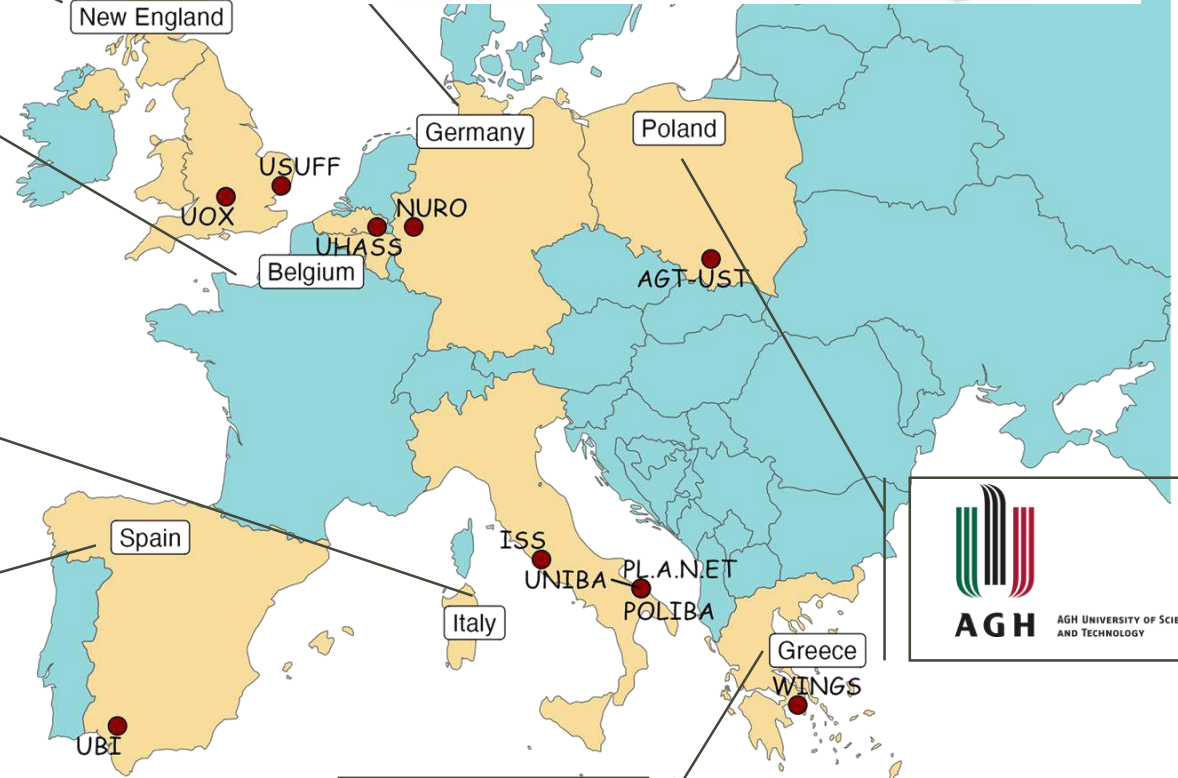 New England
Germany
Poland
USUFF
UOX
NURO
UHASS
Belgium
AGT-UST
Spain
ISS
UNIBA
PL.A.N.ET
POLIBA
Italy
Greece
WINGS
UBI
AGH
AGH UNIVERSITY OF SCIE
AND TECHNOLOGY